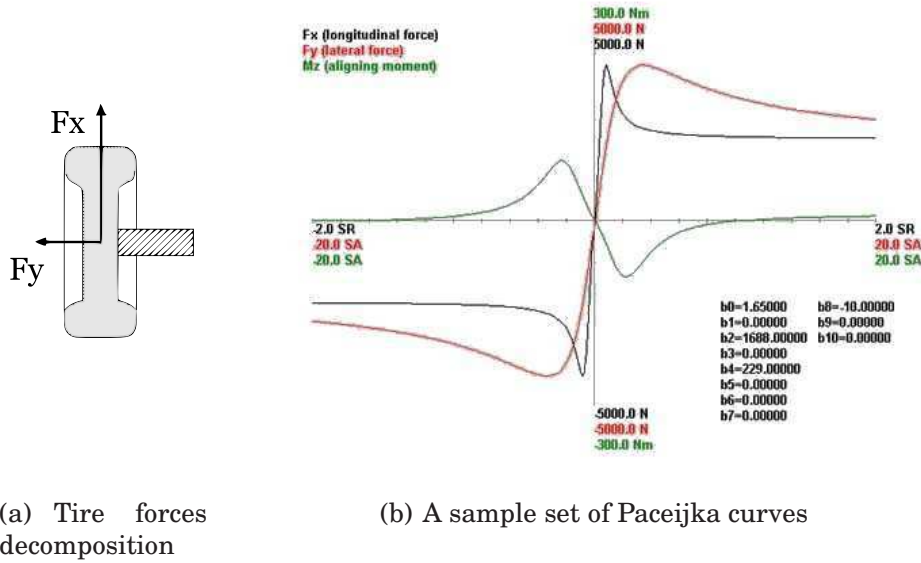 Fx
Fy
Fx (longitudinal force)
Fy (lateral force)
Mz (aligning moment)
300.0 Nm
5000.0 N
5000.0 N
-2.0 SR
-20.0 SA
-20.0 SA
2.0 SR
20.0 SA
20.0 SA
b0=1.65000 b8=-10.00000
b1=0.00000 b9=0.00000
b2=1688.00000 b10=0.00000
b3=0.00000
b4=229.00000
b5=0.00000
b6=0.00000
b7=0.00000
-5000.0 N
-5000.0 N
-300.0 Nm
(a) Tire forces
decomposition
(b) A sample set of Paceijka curves